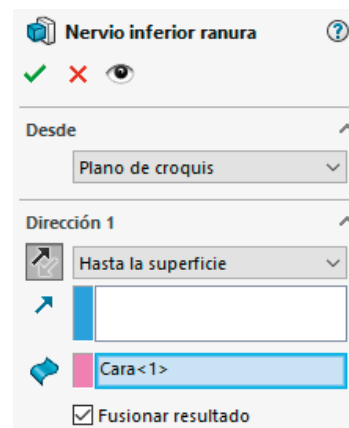 Nervio inferior ranura
Desde
Plano de croquis
Dirección 1
Hasta la superficie
Cara<1>
Fusionar resultado